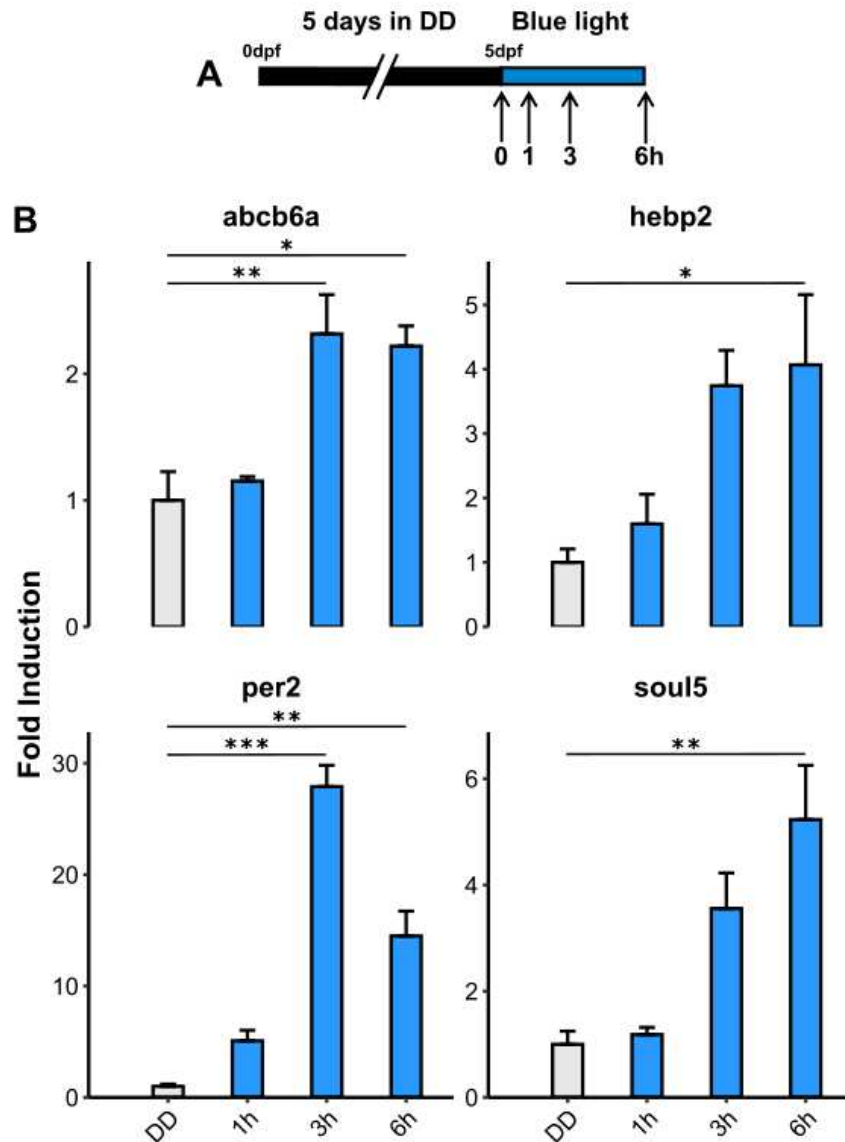 5 days in DD Blue light
0dpf 5dpf
A
0 1 3 6h
B
abcb6a hebp2
* *
**
2 5
4
3
1 2
1
0 0
Fold Induction
per2 soul5
** **
***
30 6
20 4
10 2
0 0
DD 1h 3h 6h DD 1h 3h 6h